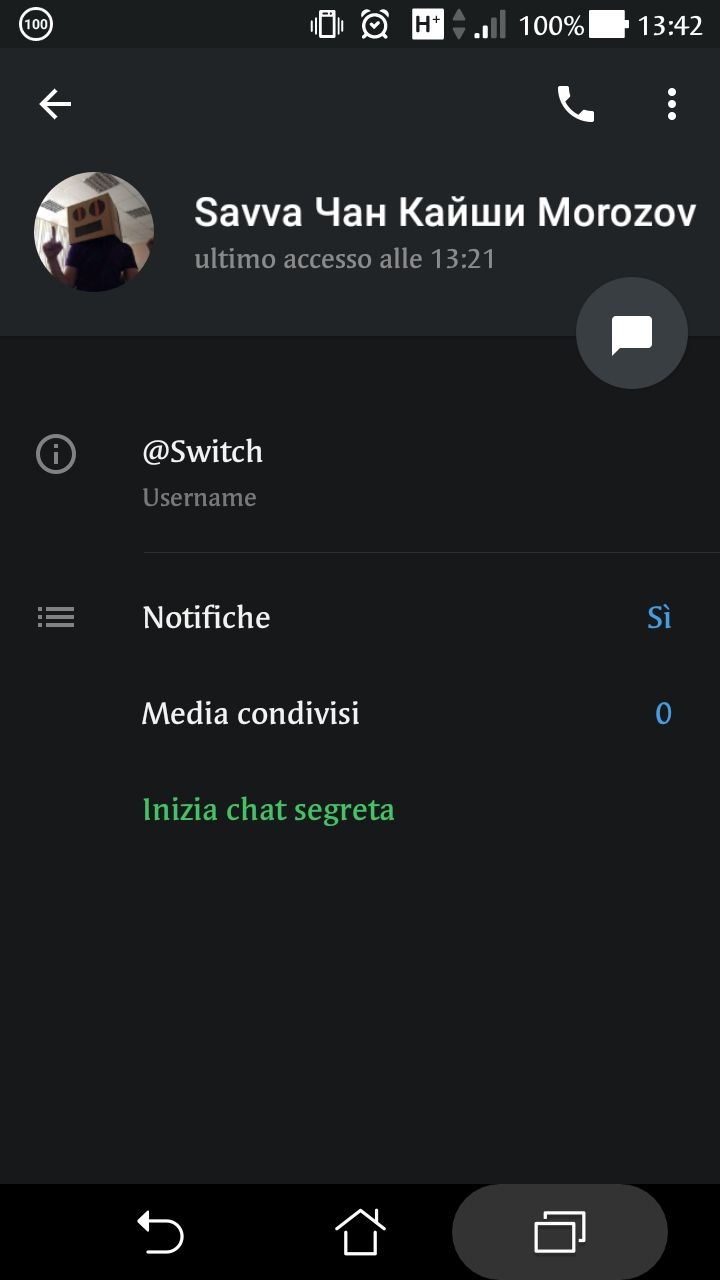 100
H+
100%
13:42
Savva Чан Кайши Morozov
ultimo accesso alle 13:21
@Switch
Username
Notifiche
Sì
Media condivisi
0
Inizia chat segreta